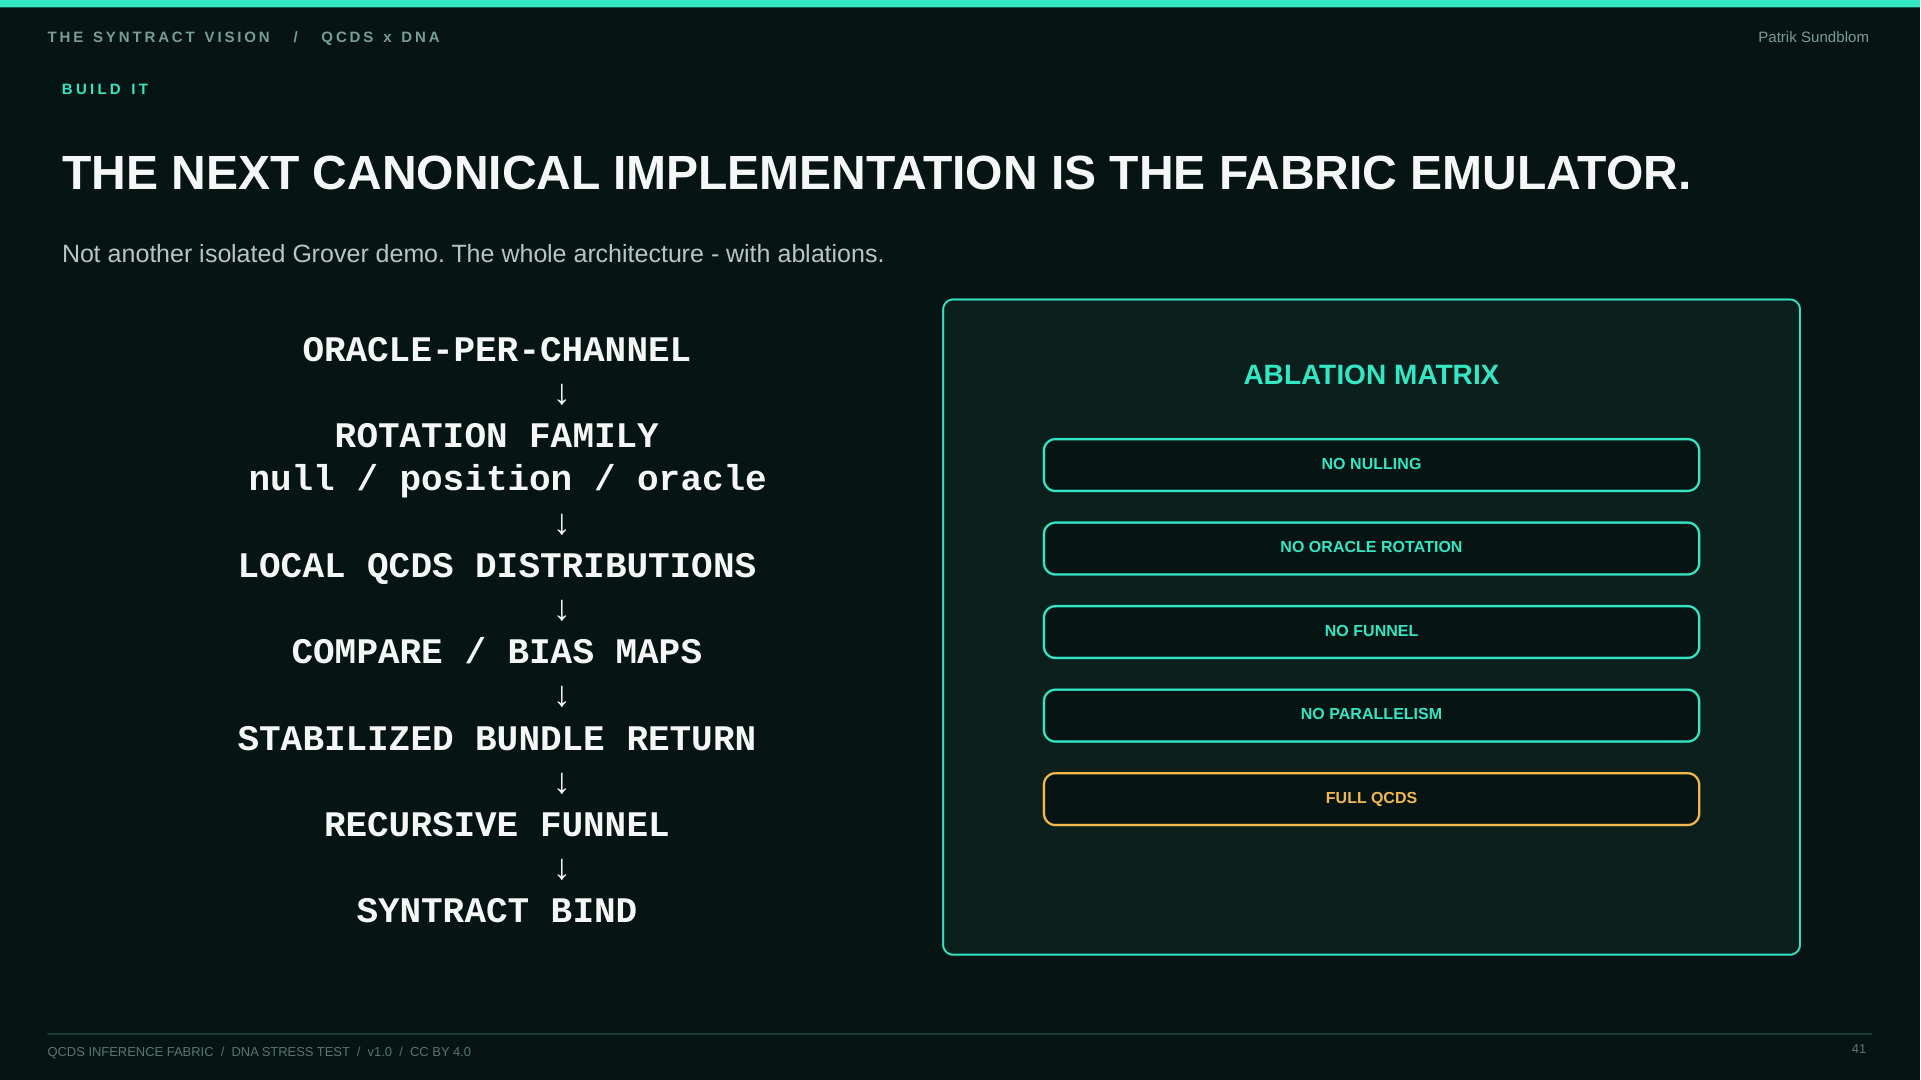 THE SYNTRACT VISION / QCDS x DNA
Patrik Sundblom
BUILD IT
THE NEXT CANONICAL IMPLEMENTATION IS THE FABRIC EMULATOR.
Not another isolated Grover demo. The whole architecture - with ablations.
ORACLE-PER-CHANNEL
↓
ROTATION FAMILY
null / position / oracle
↓
LOCAL QCDS DISTRIBUTIONS
↓
COMPARE / BIAS MAPS
↓
STABILIZED BUNDLE RETURN
↓
RECURSIVE FUNNEL
↓
SYNTRACT BIND
ABLATION MATRIX
NO NULLING
NO ORACLE ROTATION
NO FUNNEL
NO PARALLELISM
FULL QCDS
QCDS INFERENCE FABRIC / DNA STRESS TEST / v1.0 / CC BY 4.0
41